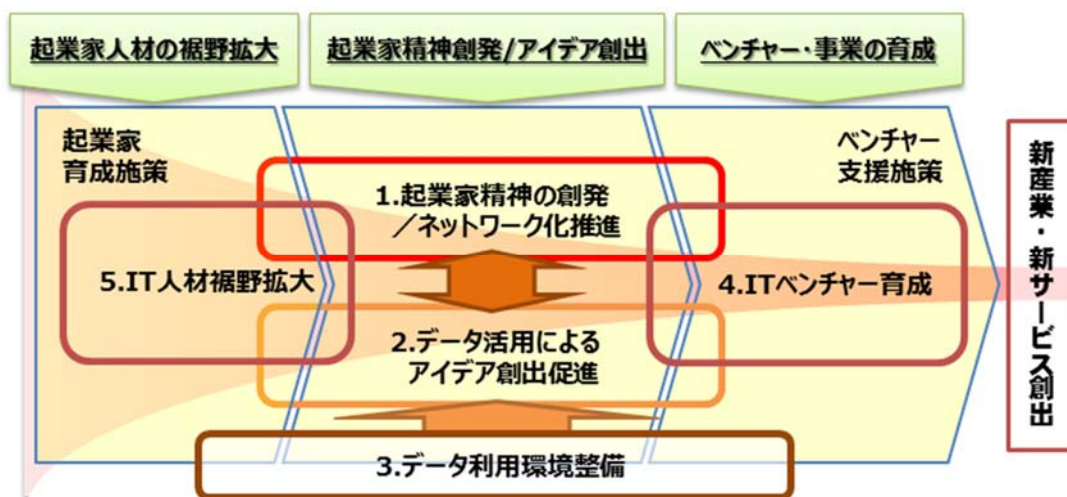 起業家人材の裾野拡大
起業家精神創発/アイデア創出
ベンチャー・事業の育成
起業家
育成施策
ベンチャー
支援施策
1.起業家精神の創発
／ネットワーク化推進
5.IT人材裾野拡大
4.ITベンチャー育成
2.データ活用による
アイデア創出促進
3.データ利用環境整備
新産業・新サービス創出